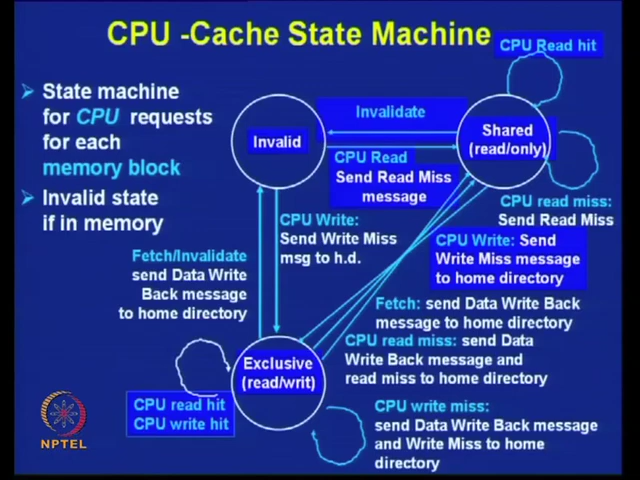 CPU -Cache State Machine
CPU Read hit
State machine
for CPU requests
for each
memory block
Invalid state
if in memory
Invalid
Invalidate
Shared
(read/only)
CPU Read
Send Read Miss
message
CPU read miss:
Send Read Miss
CPU Write:
Send Write Miss
msg to h.d.
CPU Write: Send
Write Miss message
to home directory
Fetch/Invalidate
send Data Write
Back message
to home directory
Fetch: send Data Write Back
message to home directory
CPU read miss: send Data
Write Back message and
read miss to home directory
Exclusive
(read/writ)
CPU read hit
CPU write hit
CPU write miss:
send Data Write Back message
and Write Miss to home
directory
NPTEL